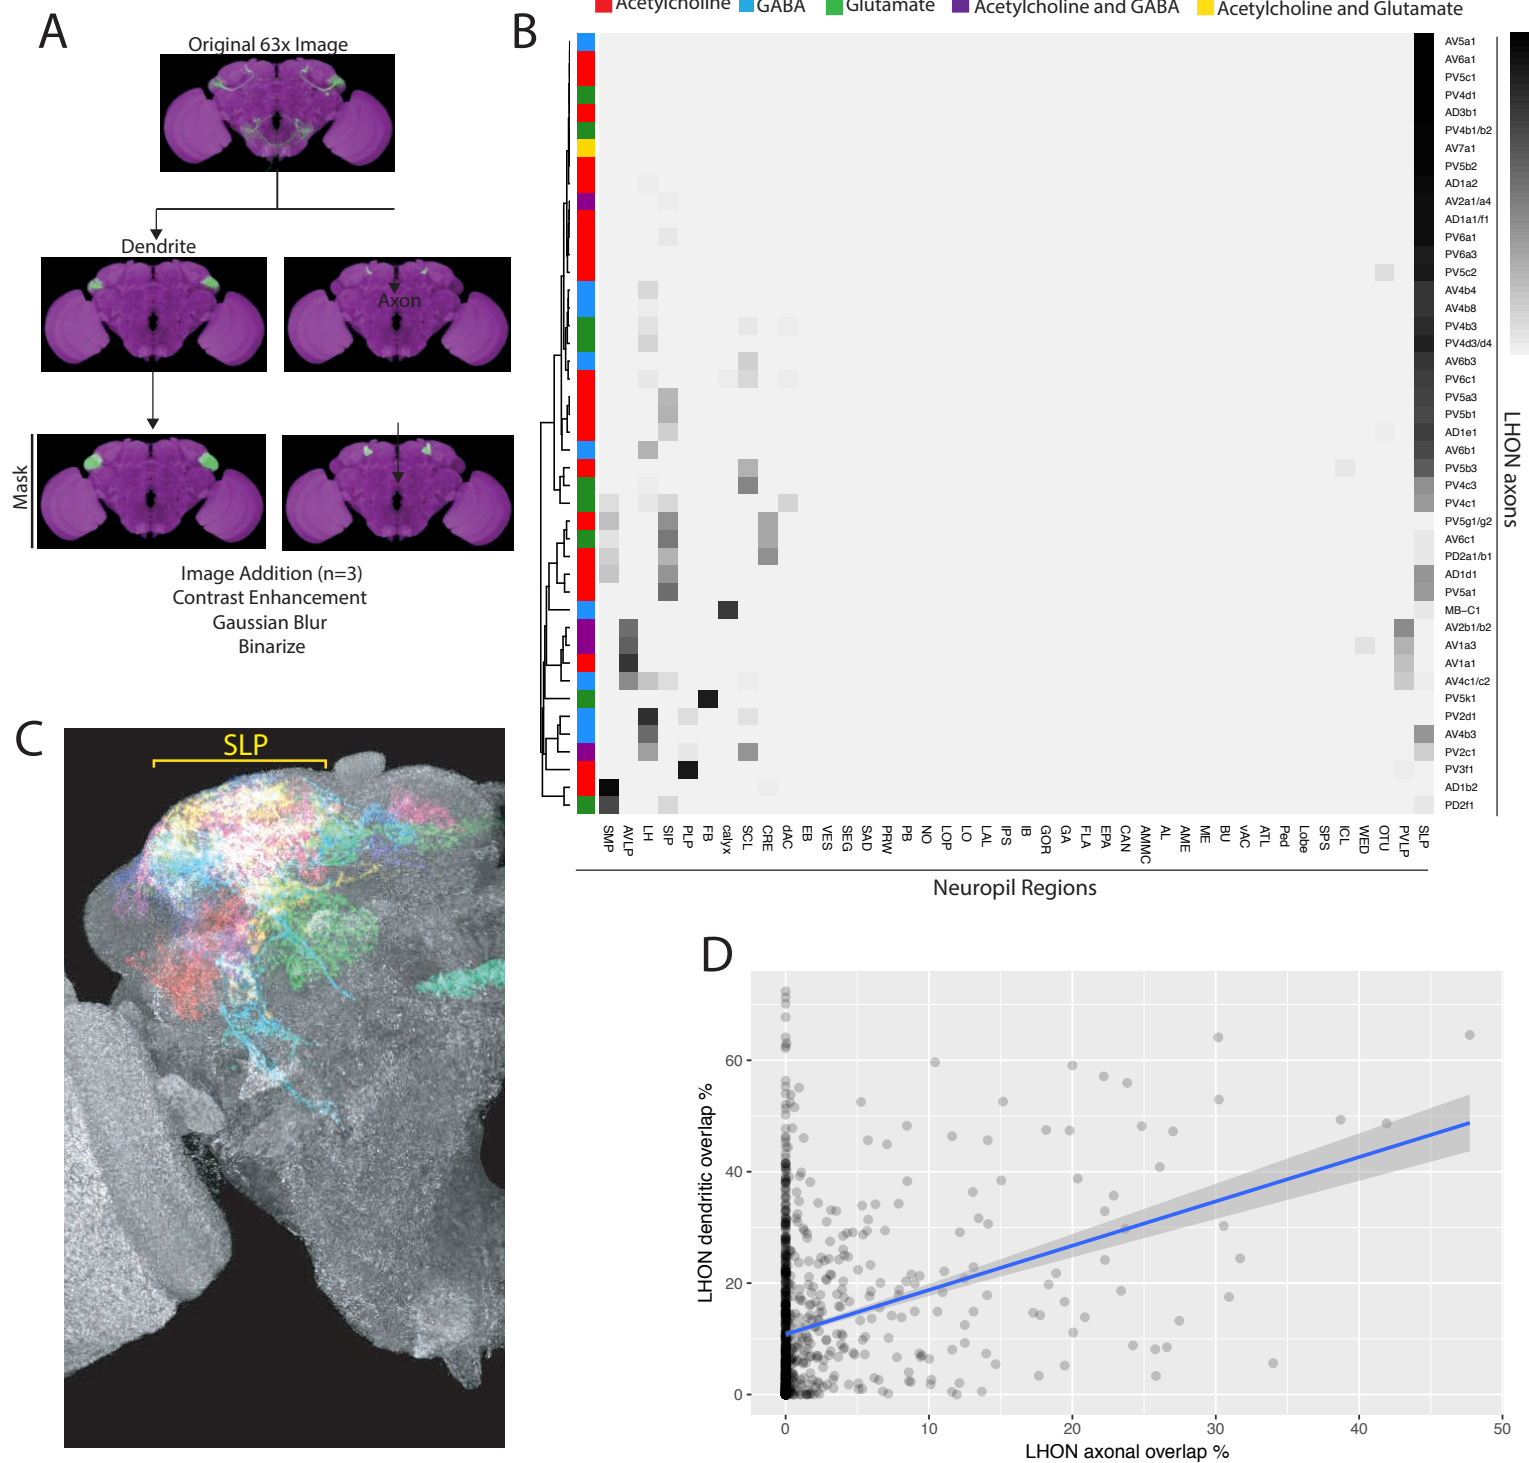 A
Original 63x Image
Dendrite
Axon
Mask
Image Addition (n=3)
Contrast Enhancement
Gaussian Blur
Binarize
B
Acetylcholine GABA Glutamate Acetylcholine and GABA Acetylcholine and Glutamate
AV5a1
AV6a1
PV5c1
PV4d1
AD3b1
PV4b1/b2
AV7a1
PV5b2
AD1a2
AV2a1/a4
AD1a1/f1
PV6a1
PV6a3
PV5c2
AV4b4
AV4b8
PV4b3
PV4d3/d4
AV6b3
PV6c1
PV5a3
PV5b1
AD1e1
AV6b1
PV5b3
PV4c3
PV4c1
PV5g1/g2
AV6c1
PD2a1/b1
AD1d1
PV5a1
MB-C1
AV2b1/b2
AV1a3
AV1a1
AV4c1/c2
PV5k1
PV2d1
AV4b3
PV2c1
PV3f1
AD1b2
PD2f1
LHON axons
SMP AVLP LH SIP PLP FB calyx SCL CRE dAC EB VES SEG SAD PRW PB NO LOP LO LAL IPS IB GOR GA FLA EPA CAN AMMC AL AME ME BU vAC ATL Ped Lobe SPS ICL WED OTU PVLP SLP
Neuropil Regions
C
SLP
D
LHON dendritic overlap %
60
40
20
0
0 10 20 30 40 50
LHON axonal overlap %